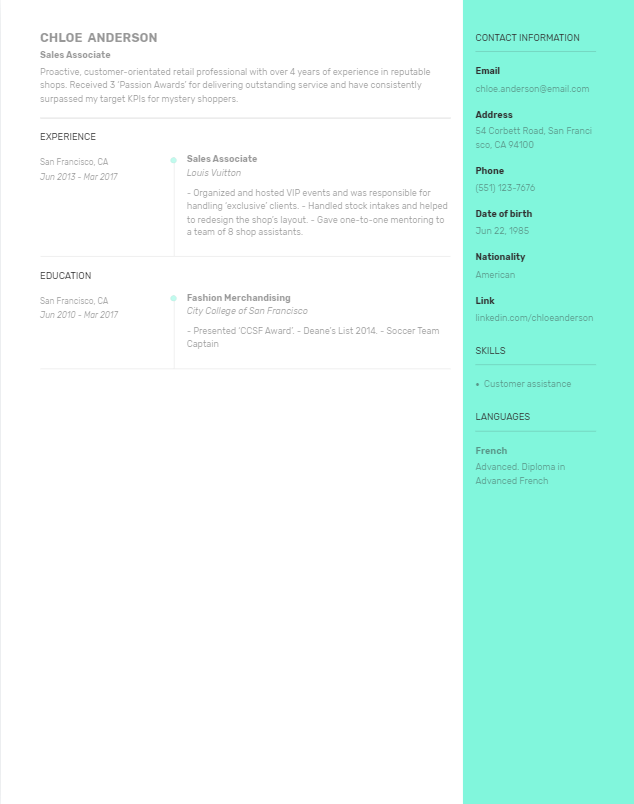 CHLOE ANDERSON
Sales Associate
Proactive, customer-orientated retail professional with over 4 years of experience in reputable
shops. Received 3 'Passion Awards' for delivering outstanding service and have consistently
surpassed my target KPIs for mystery shoppers.
EXPERIENCE
San Francisco, CA
Jun 2013 - Mar 2017
Sales Associate
Louis Vuitton
- Organized and hosted VIP events and was responsible for
handling 'exclusive' clients. - Handled stock intakes and helped
to redesign the shop's layout. - Gave one-to-one mentoring to
a team of 8 shop assistants.
EDUCATION
San Francisco, CA
Jun 2010 - Mar 2017
Fashion Merchandising
City College of San Francisco
- Presented 'CCSF Award'. - Deane's List 2014. - Soccer Team
Captain
CONTACT INFORMATION
Email
chloe.anderson@email.com
Address
54 Corbett Road, San Franci
sco, CA 94100
Phone
(551) 123-7676
Date of birth
Jun 22, 1985
Nationality
American
Link
linkedin.com/chloeanderson
SKILLS
• Customer assistance
LANGUAGES
French
Advanced. Diploma in
Advanced French